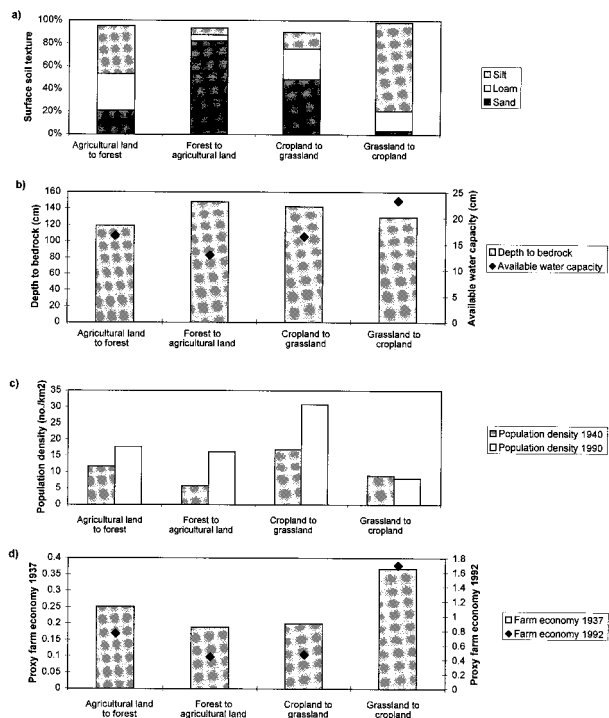 a)
Surface soil texture
100%
80%
60%
40%
20%
0%
Agricultural land
to forest
Forest to
agricultural land
Cropland to
grassland
Grassland to
cropland
Silt
Loam
Sand
b)
Depth to bedrock (cm)
160
140
120
100
80
60
40
20
0
25
20
15
10
5
0
Available water
capacity (cm)
Agricultural land
to forest
Forest to
agricultural land
Cropland to
grassland
Grassland to
cropland
Depth to bedrock
Available water capacity
c)
Population density (no./km2)
35
30
25
20
15
10
5
0
Agricultural land
to forest
Forest to
agricultural land
Cropland to
grassland
Grassland to
cropland
Population density 1940
Population density 1990
d)
Proxy farm economy 1937
0.4
0.35
0.3
0.25
0.2
0.15
0.1
0.05
0
1.8
1.6
1.4
1.2
1
0.8
0.6
0.4
0.2
0
Proxy farm economy 1992
Agricultural land
to forest
Forest to
agricultural land
Cropland to
grassland
Grassland to
cropland
Farm economy 1937
Farm economy 1992